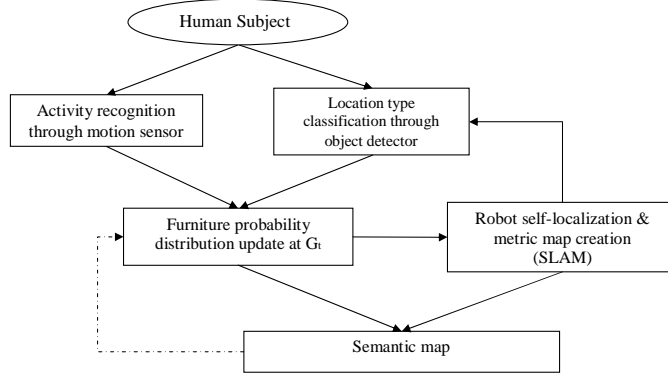 Human Subject
Activity recognition
through motion sensor
Location type
classification through
object detector
Furniture probability
distribution update at Gt
Robot self-localization &
metric map creation
(SLAM)
Semantic map